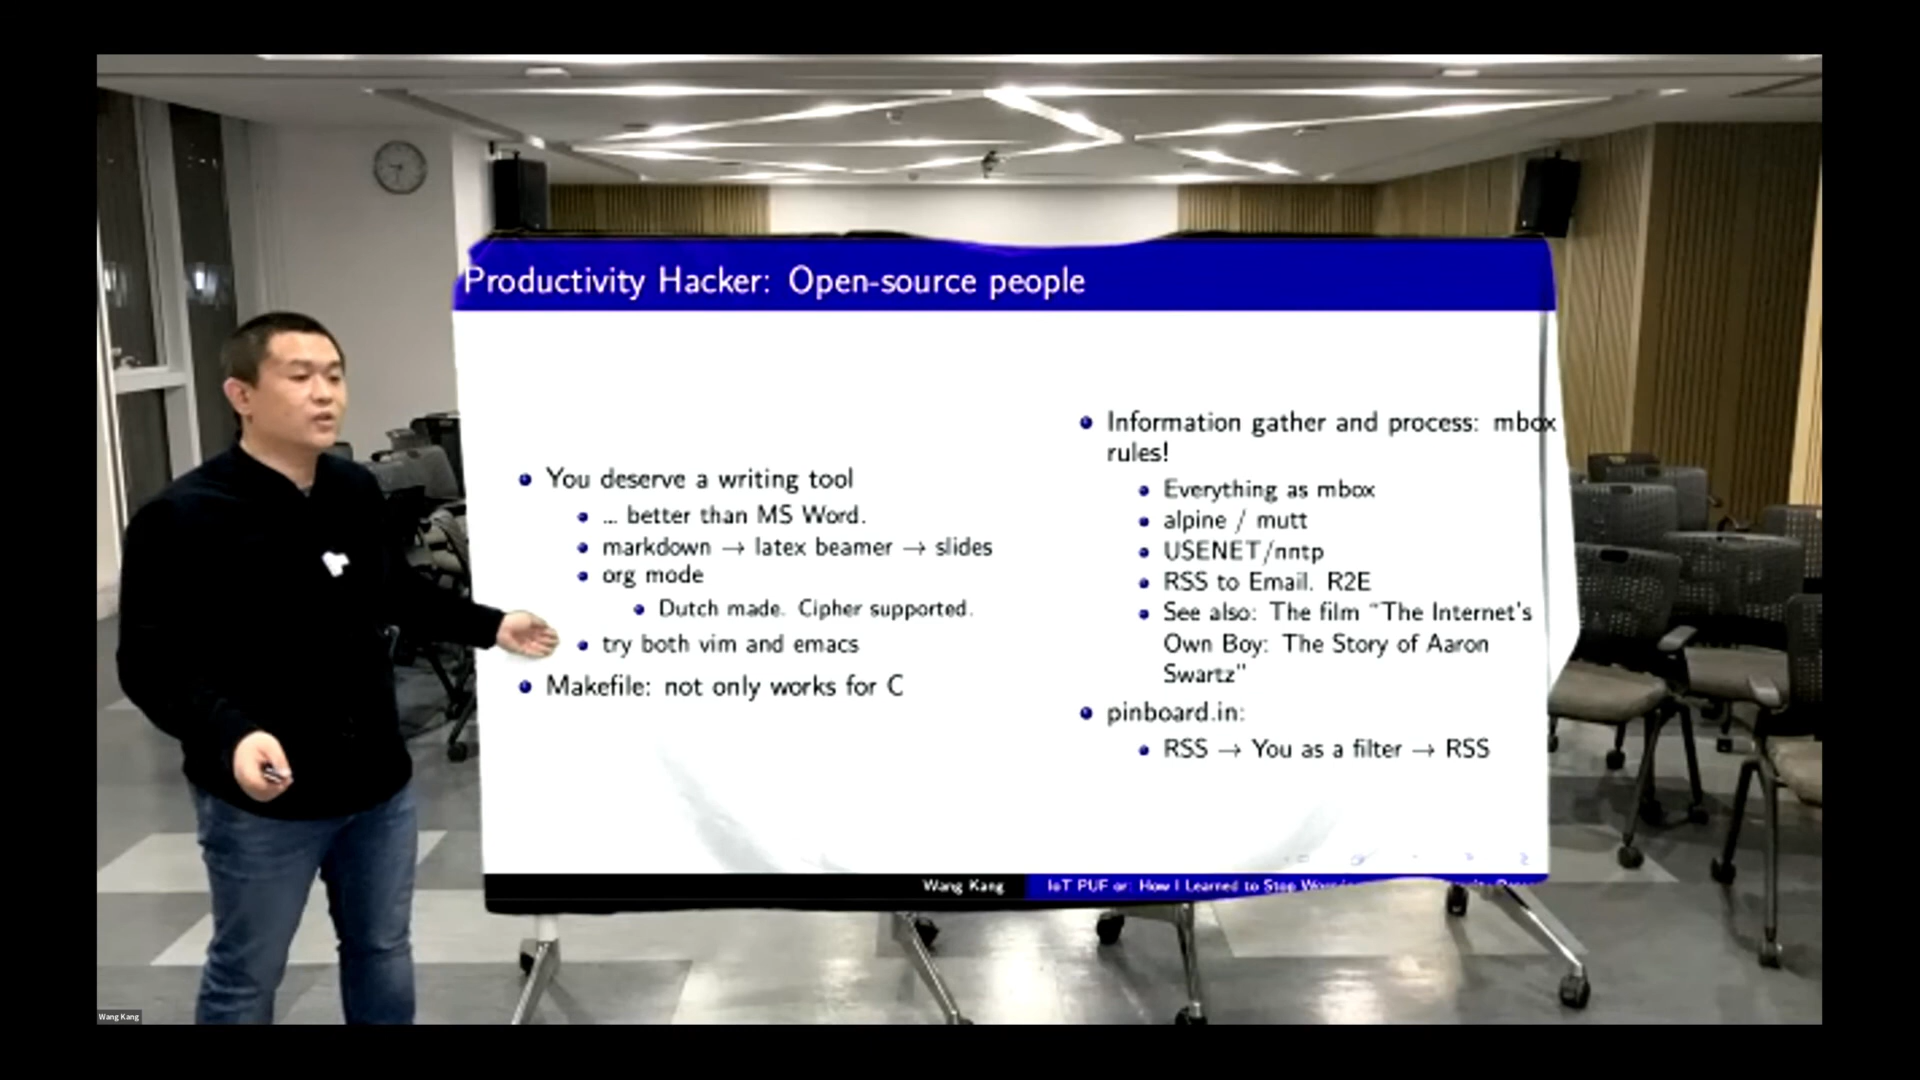 Productivity Hacker: Open-source people
You deserve a writing tool
... better than MS Word.
markdown → latex beamer → slides
org mode
Dutch made. Cipher supported.
try both vim and emacs
Makefile: not only works for C
Information gather and process: mbox
rules!
Everything as mbox
alpine / mutt
USENET/nntp
RSS to Email. R2E
See also: The film "The Internet's
Own Boy: The Story of Aaron
Swartz"
pinboard.in:
RSS → You as a filter → RSS
Wang Kang
IoT PUF or: How I Learned to Stop
Wang Kang